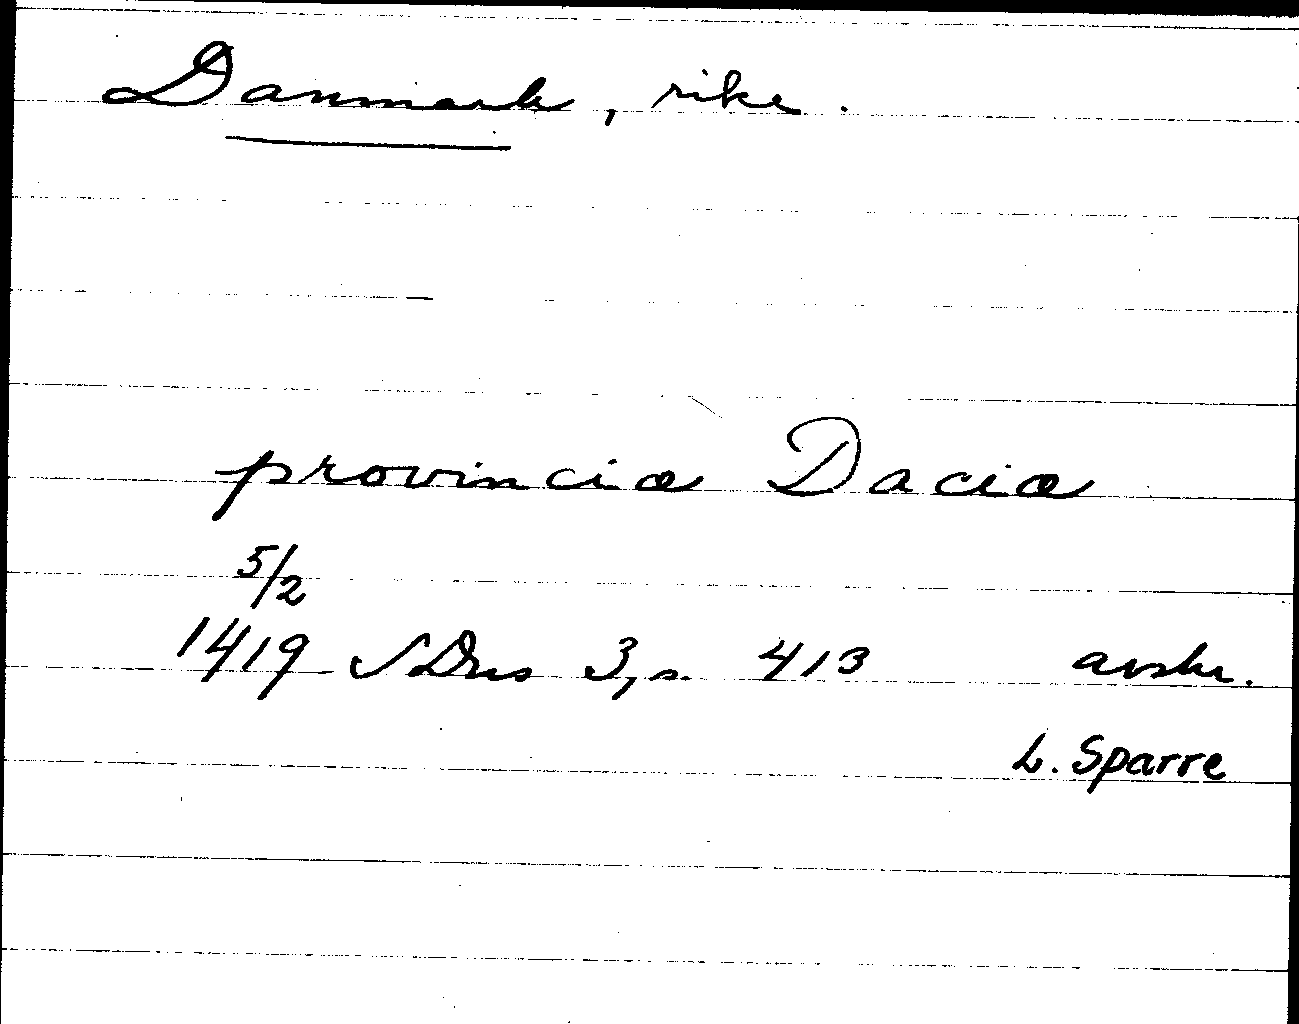 Danmark, rike.
provincia Dacia
5/2
1419 SDns 3, s. 413 avskr.
L. Sparre